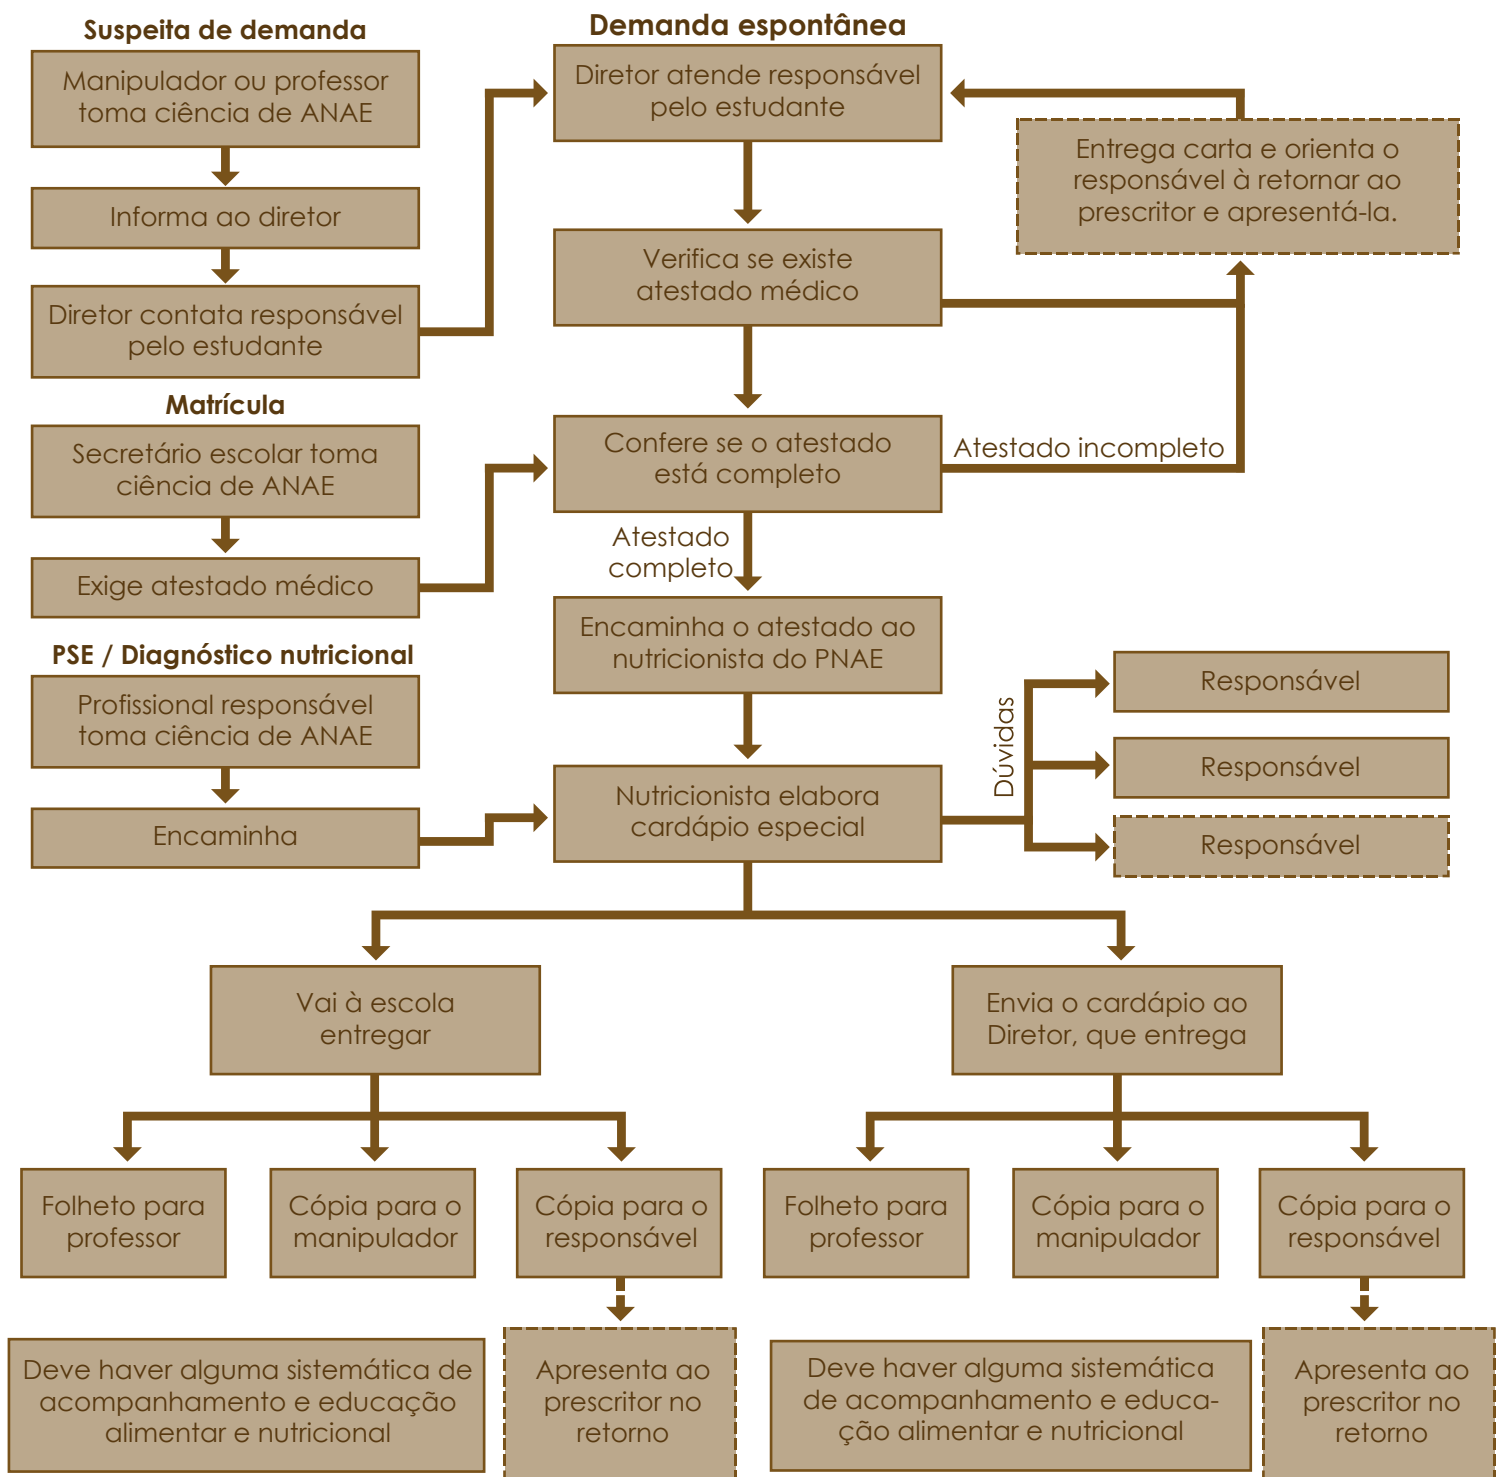 Suspeita de demanda
Manipulador ou professor
toma ciência de ANAE
Informa ao diretor
Diretor contata responsável
pelo estudante
Matrícula
Secretário escolar toma
ciência de ANAE
Exige atestado médico
PSE / Diagnóstico nutricional
Profissional responsável
toma ciência de ANAE
Encaminha
Demanda espontânea
Diretor atende responsável
pelo estudante
Verifica se existe
atestado médico
Confere se o atestado
está completo
Atestado
completo
Encaminha o atestado ao
nutricionista do PNAE
Nutricionista elabora
cardápio especial
Entrega carta e orienta o
responsável à retornar ao
prescritor e apresentá-la.
Atestado incompleto
Dúvidas
Responsável
Responsável
Responsável
Vai à escola
entregar
Folheto para
professor
Cópia para o
manipulador
Cópia para o
responsável
Deve haver alguma sistemática de
acompanhamento e educação
alimentar e nutricional
Apresenta ao
prescritor no
retorno
Envia o cardápio ao
Diretor, que entrega
Folheto para
professor
Cópia para o
manipulador
Cópia para o
responsável
Deve haver alguma sistemática
de acompanhamento e educa-
ção alimentar e nutricional
Apresenta ao
prescritor no
retorno